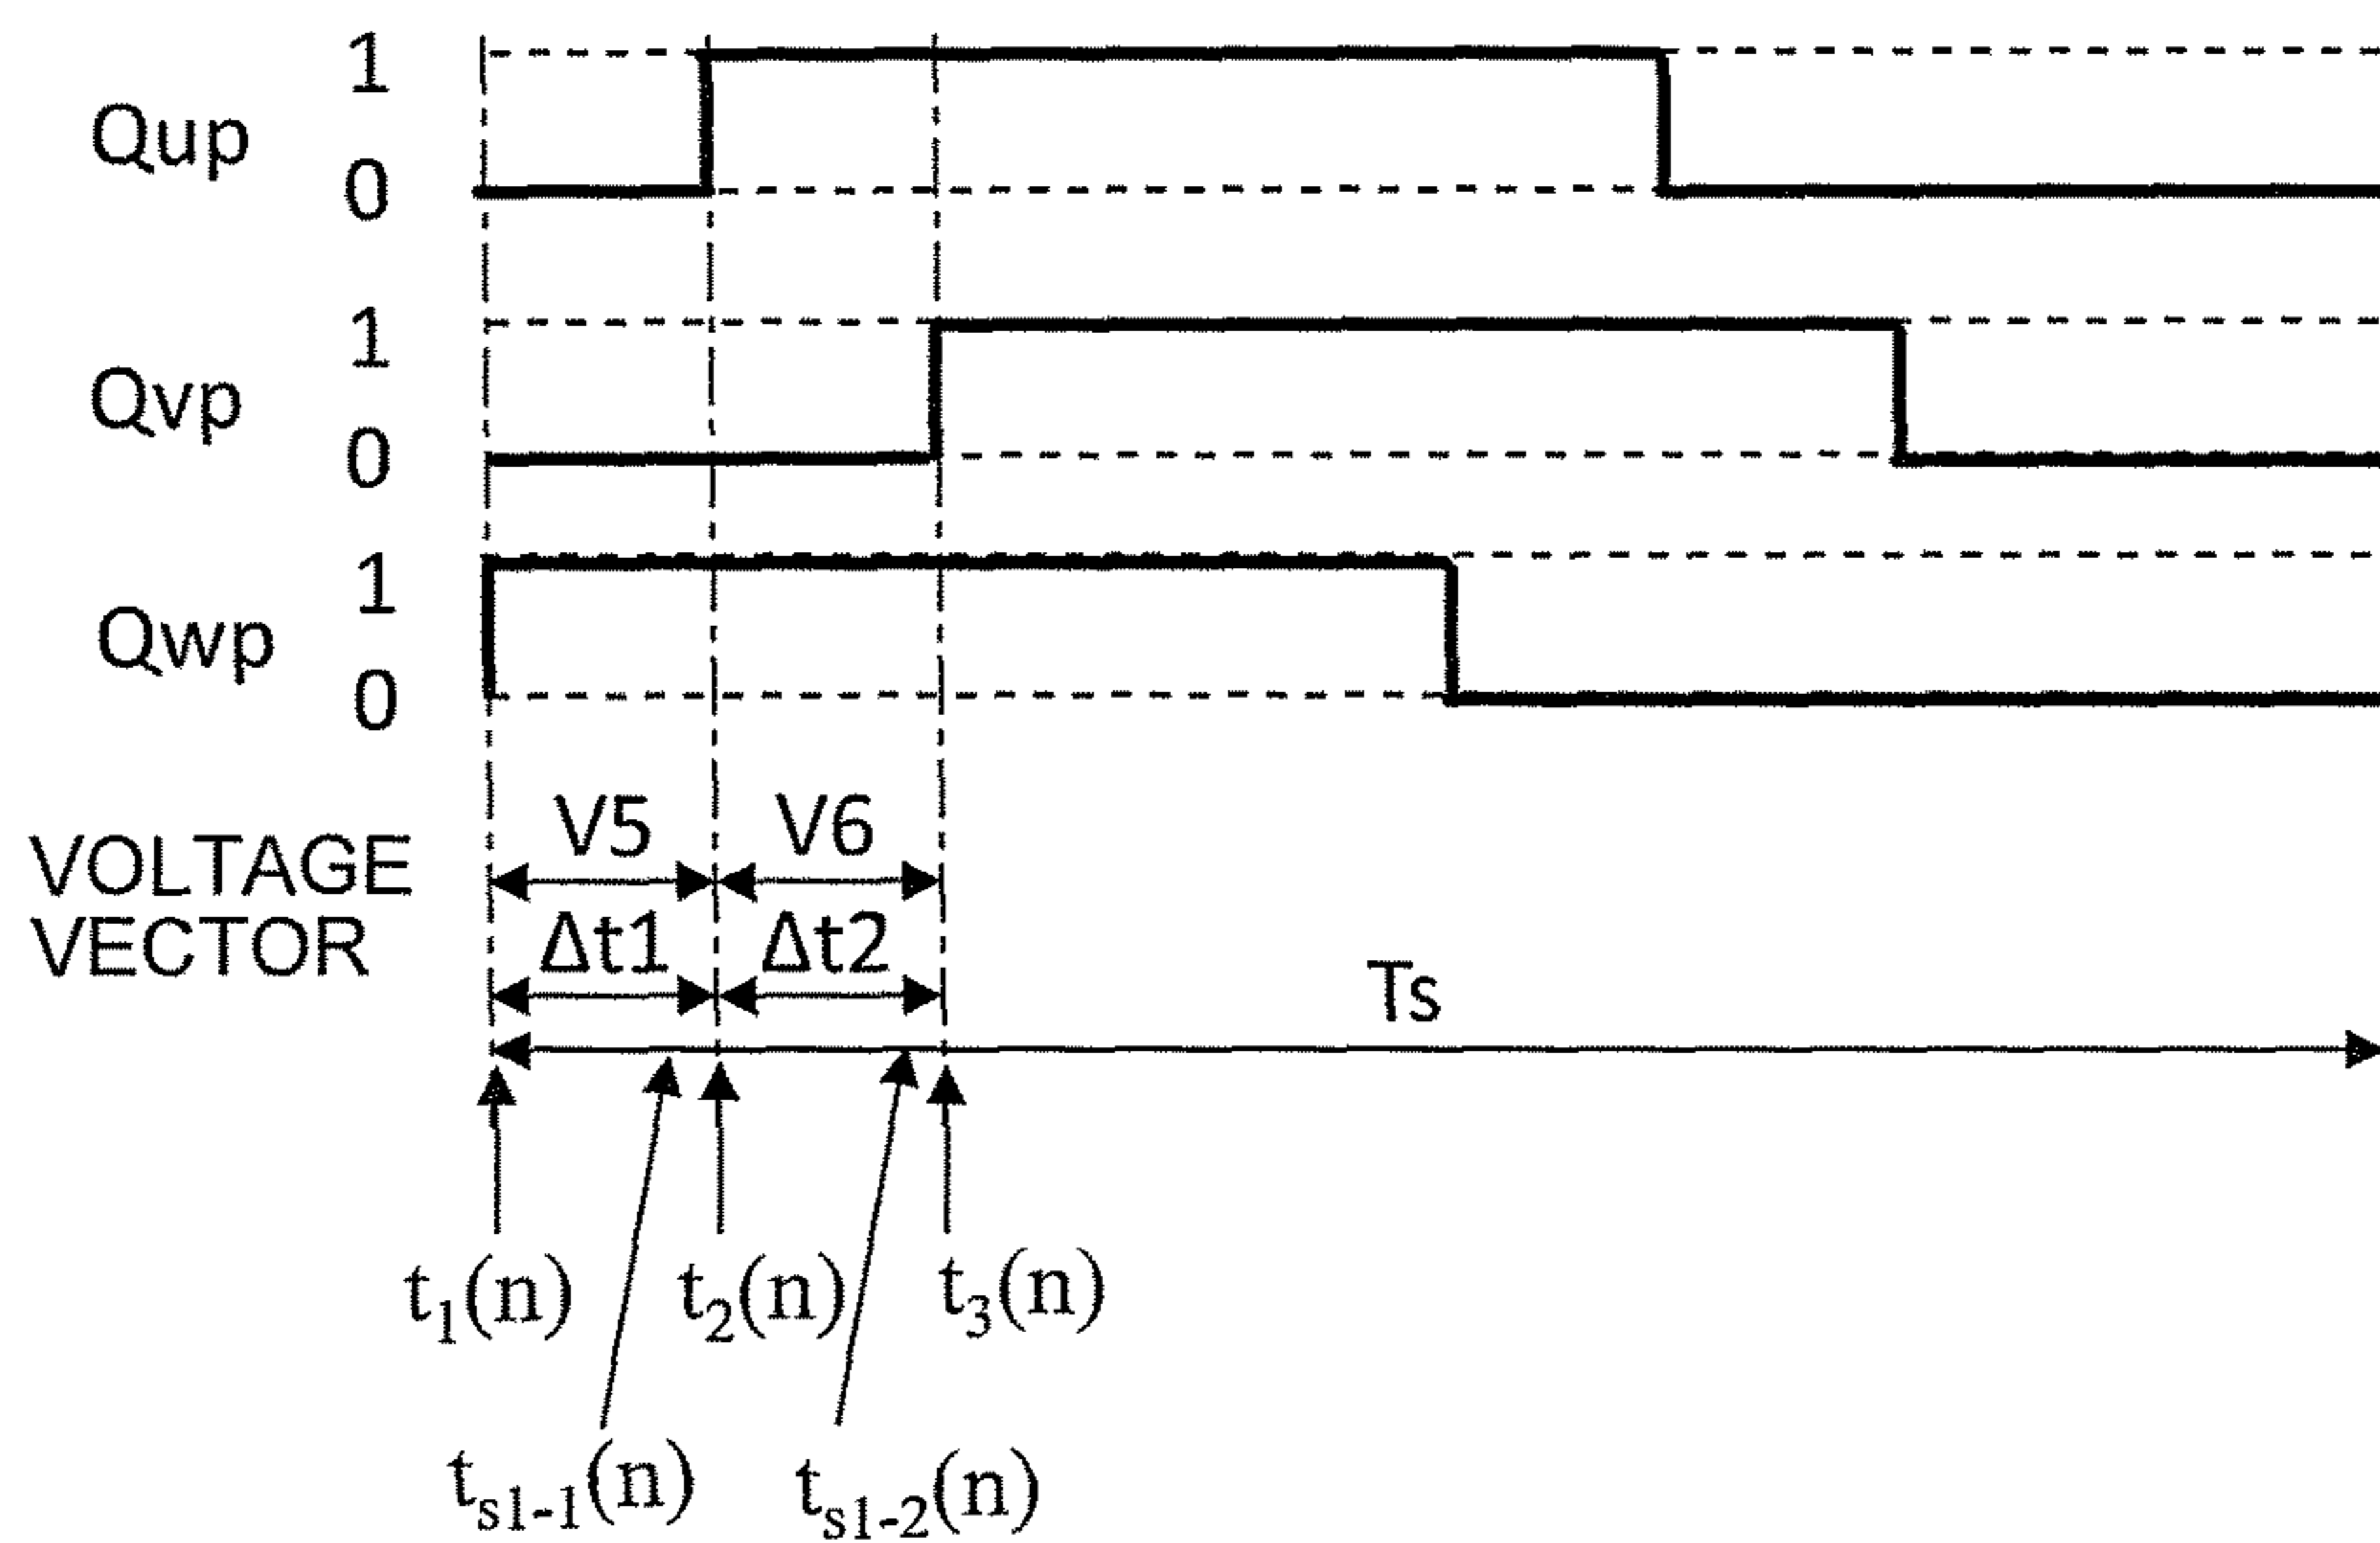 1
Qup
0
1
Qvp
0
1
Qwp
0
VOLTAGE
VECTOR
V5 V6
Δt1 Δt2
Ts
t1(n) t2(n) t3(n)
ts1-1(n) ts1-2(n)